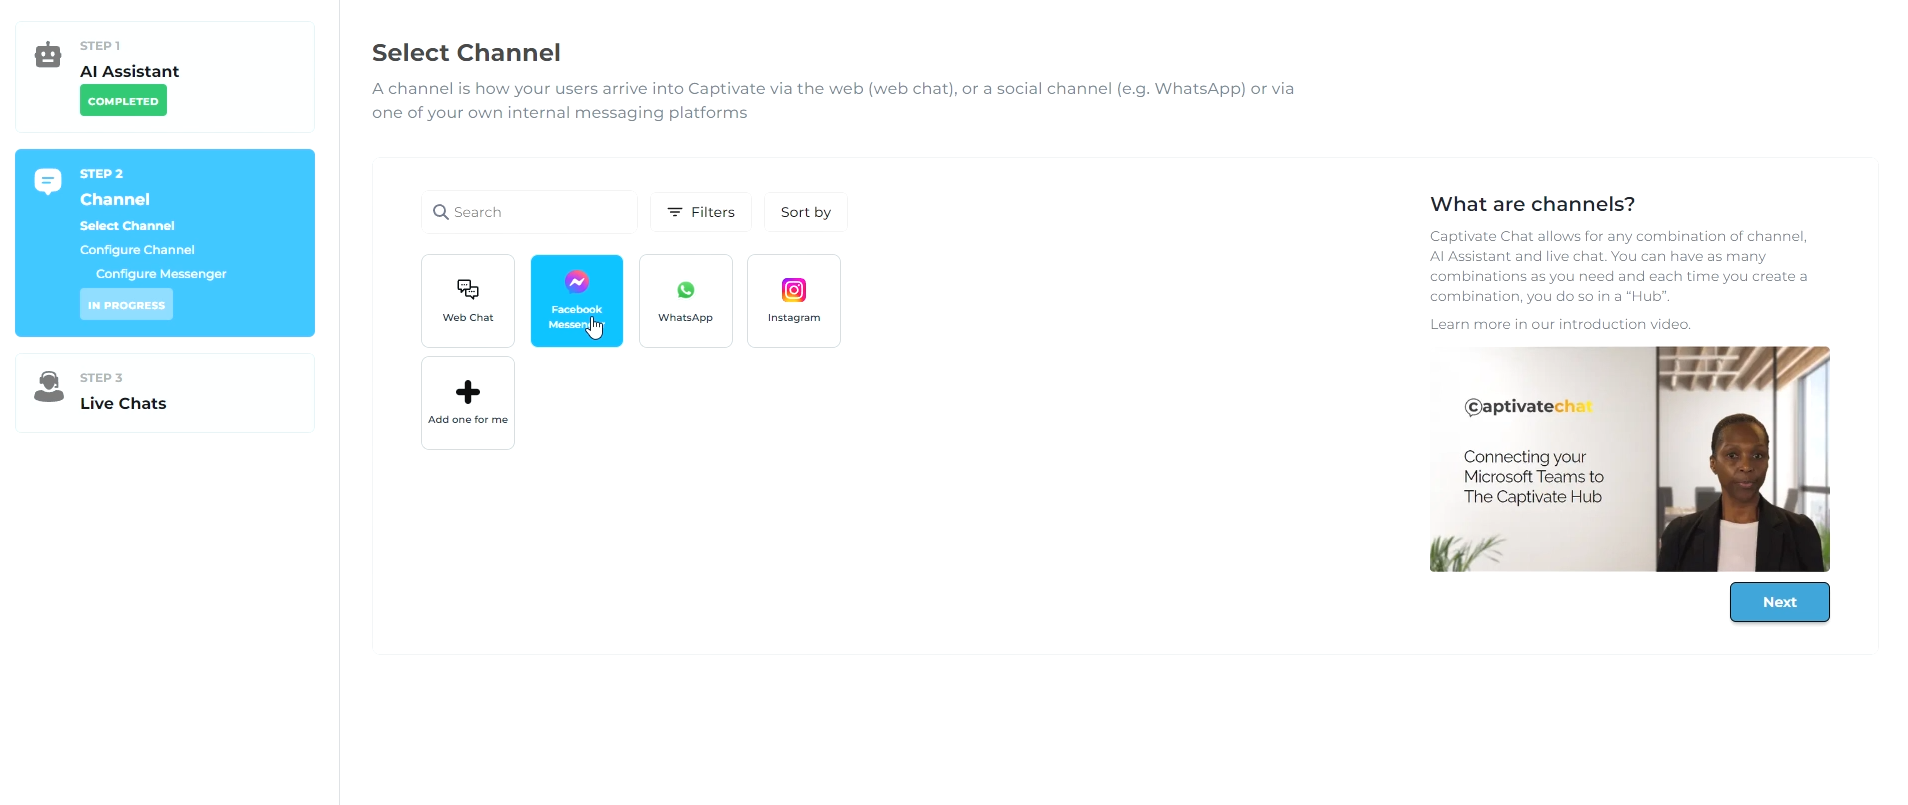 STEP 1
AI Assistant
COMPLETED
STEP 2
Channel
Select Channel
Configure Channel
Configure Messenger
IN PROGRESS
STEP 3
Live Chats
Select Channel
A channel is how your users arrive into Captivate via the web (web chat), or a social channel (e.g. WhatsApp) or via
one of your own internal messaging platforms
Search
Filters
Sort by
Web Chat
Facebook
WhatsApp
Instagram
Add one for me
What are channels?
Captivate Chat allows for any combination of channel,
AI Assistant and live chat. You can have as many
combinations as you need and each time you create a
combination, you do so in a “Hub”.
Learn more in our introduction video.
captivatechat
Connecting your
Microsoft Teams to
The Captivate Hub
Next